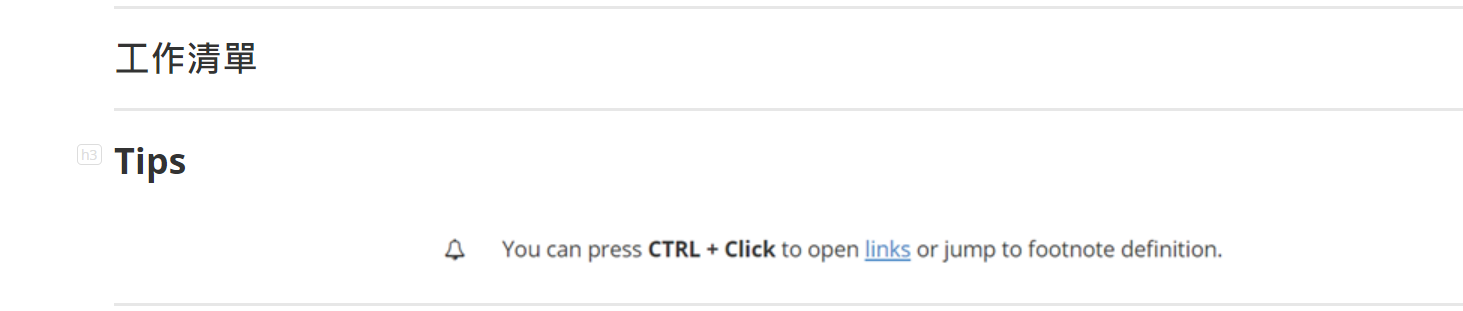 工作清單
h3
Tips
You can press CTRL + Click to open links or jump to footnote definition.